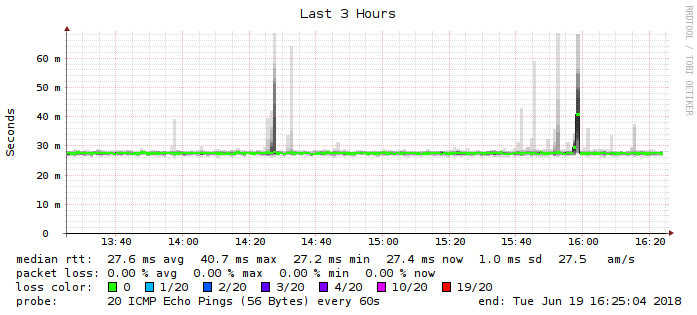 Last 3 Hours
RRDTOOL / TOBI OETIKER
Seconds
60 m
50 m
40 m
30 m
20 m
10 m
0
13:40 14:00 14:20 14:40 15:00 15:20 15:40 16:00 16:20
median rtt: 27.6 ms avg 40.7 ms max 27.2 ms min 27.4 ms now 1.0 ms sd 27.5 am/s
packet loss: 0.00 % avg 0.00 % max 0.00 % min 0.00 % now
loss color: 0 1/20 2/20 3/20 4/20 10/20 19/20
probe: 20 ICMP Echo Pings (56 Bytes) every 60s end: Tue Jun 19 16:25:04 2018